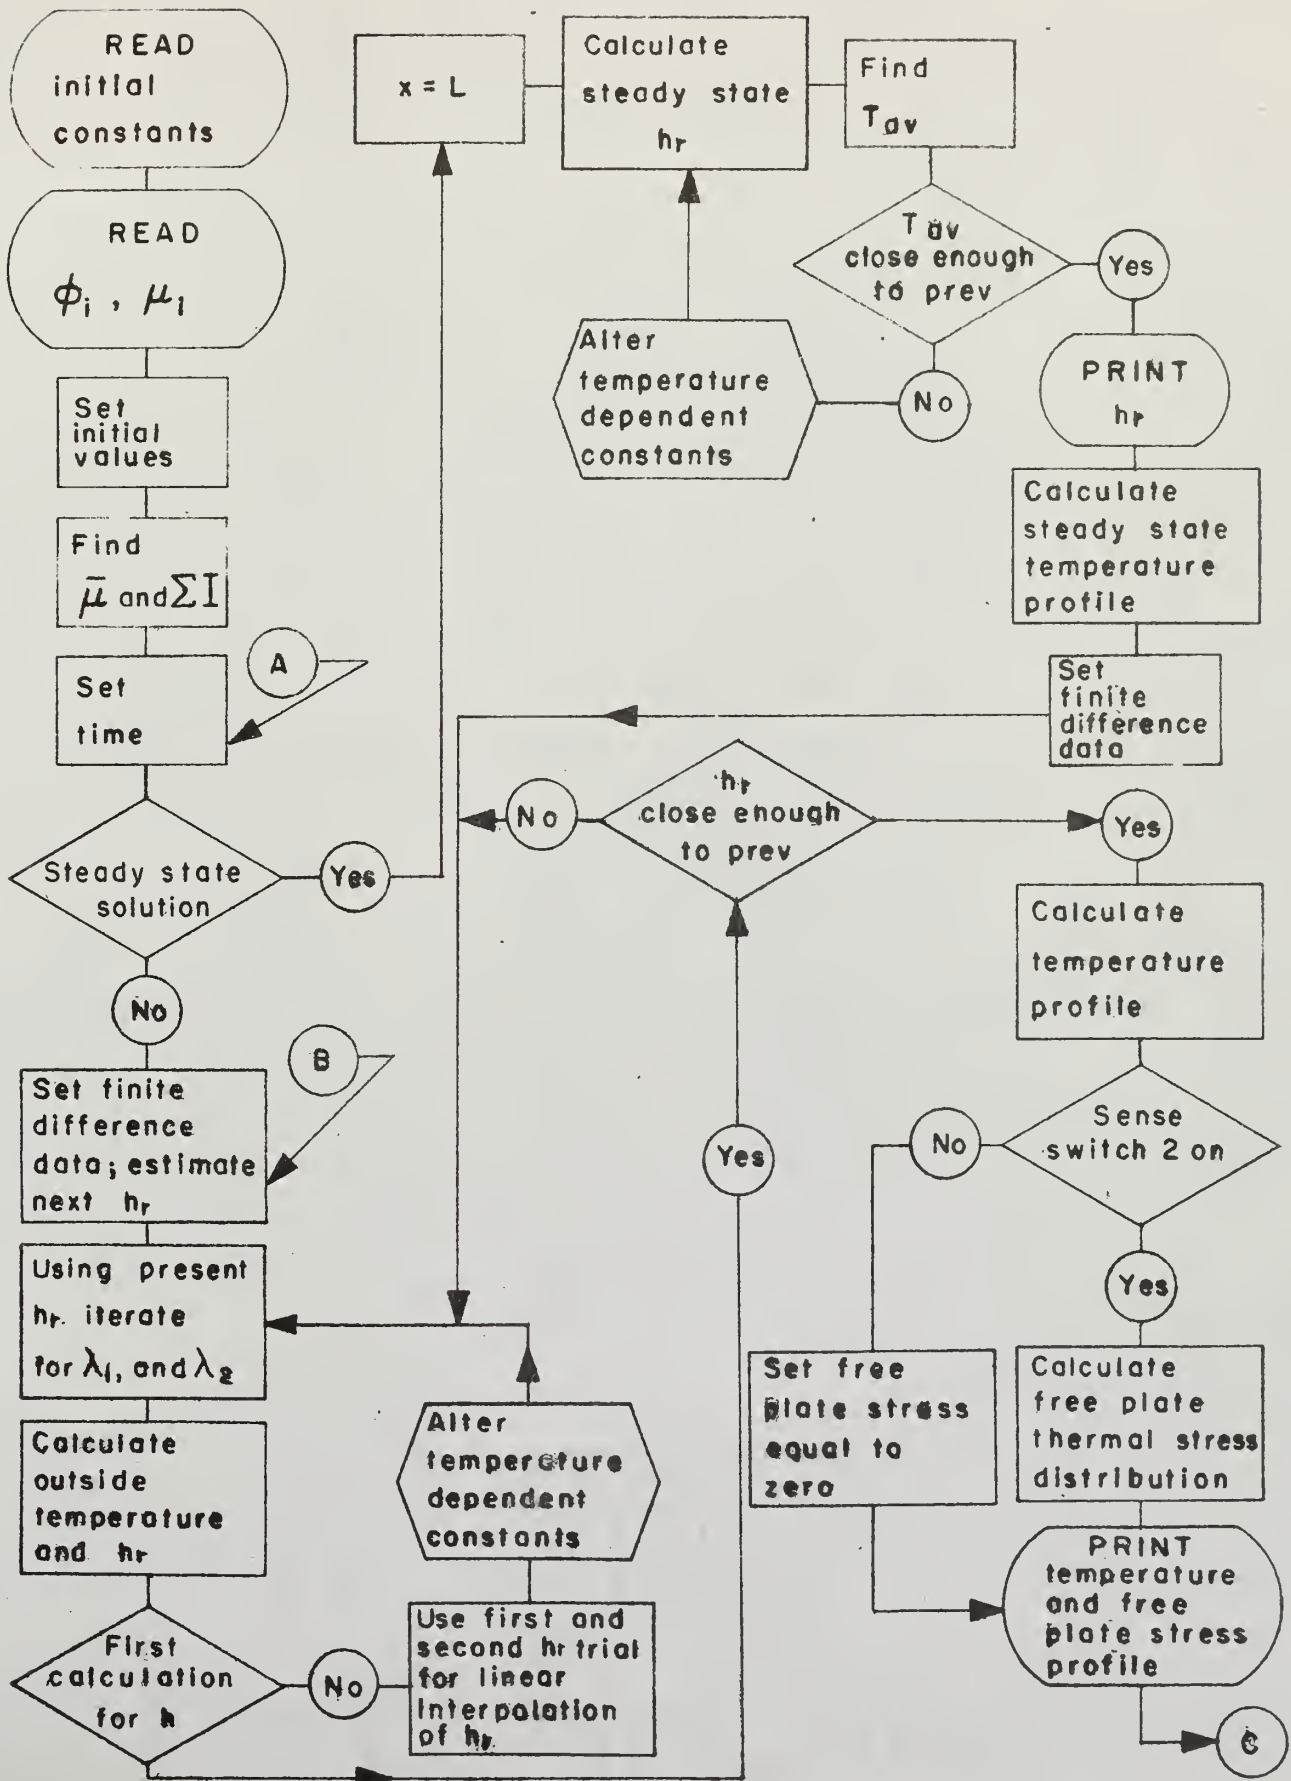 READ
initial
constants
READ
ϕi , μi
Set
initial
values
Find
μ̄ and ΣI
Set
time
A
Steady state
solution
Yes
No
B
Set finite
difference
data; estimate
next hr
Using present
hr iterate
for λ1, and λ2
Calculate
outside
temperature
and hr
First
calculation
for h
No
Use first and
second hr trial
for linear
Interpolation
of hr
Alter
temperature
dependent
constants
x = L
Calculate
steady state
hr
Find
Tav
Tav
close enough
to prev
Yes
No
Alter
temperature
dependent
constants
PRINT
hr
Calculate
steady state
temperature
profile
Set
finite
difference
data
hr
close enough
to prev
No
Yes
Yes
Calculate
temperature
profile
Sense
switch 2 on
No
Yes
Set free
plate stress
equal to
zero
Calculate
free plate
thermal stress
distribution
PRINT
temperature
and free
plate stress
profile
C